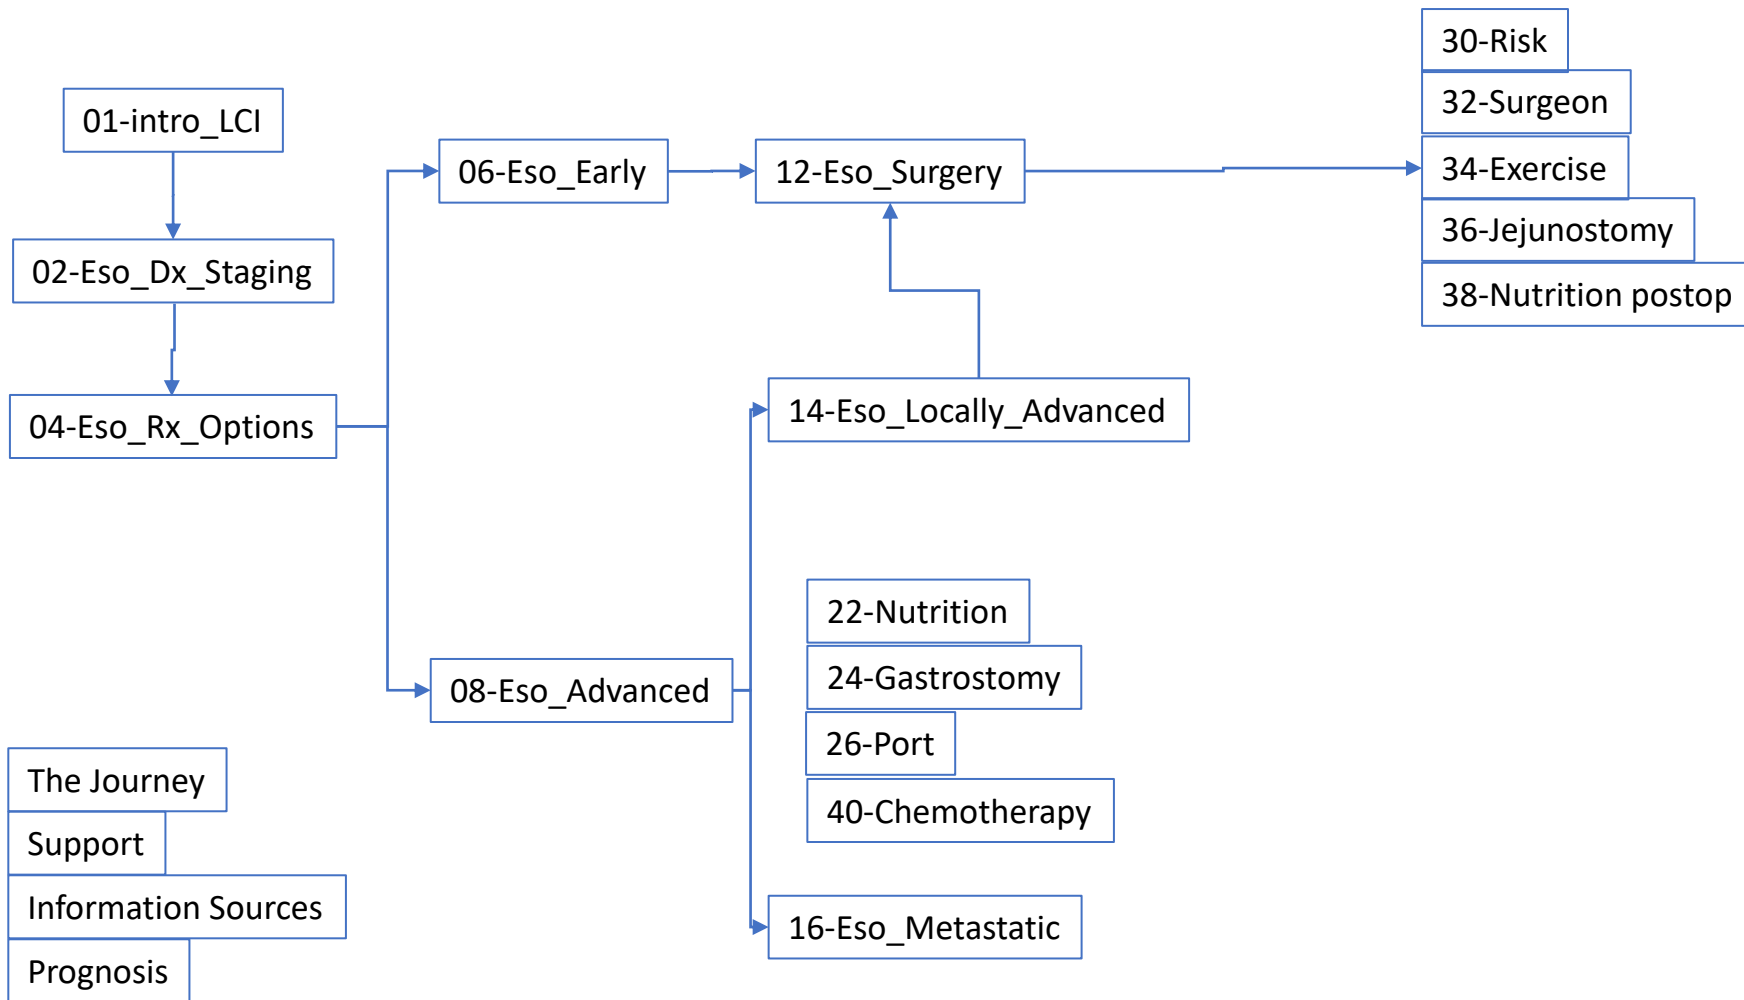 01-intro_LCI
02-Eso_Dx_Staging
04-Eso_Rx_Options
06-Eso_Early
08-Eso_Advanced
12-Eso_Surgery
14-Eso_Locally_Advanced
22-Nutrition
24-Gastrostomy
26-Port
40-Chemotherapy
16-Eso_Metastatic
30-Risk
32-Surgeon
34-Exercise
36-Jejunostomy
38-Nutrition postop
The Journey
Support
Information Sources
Prognosis